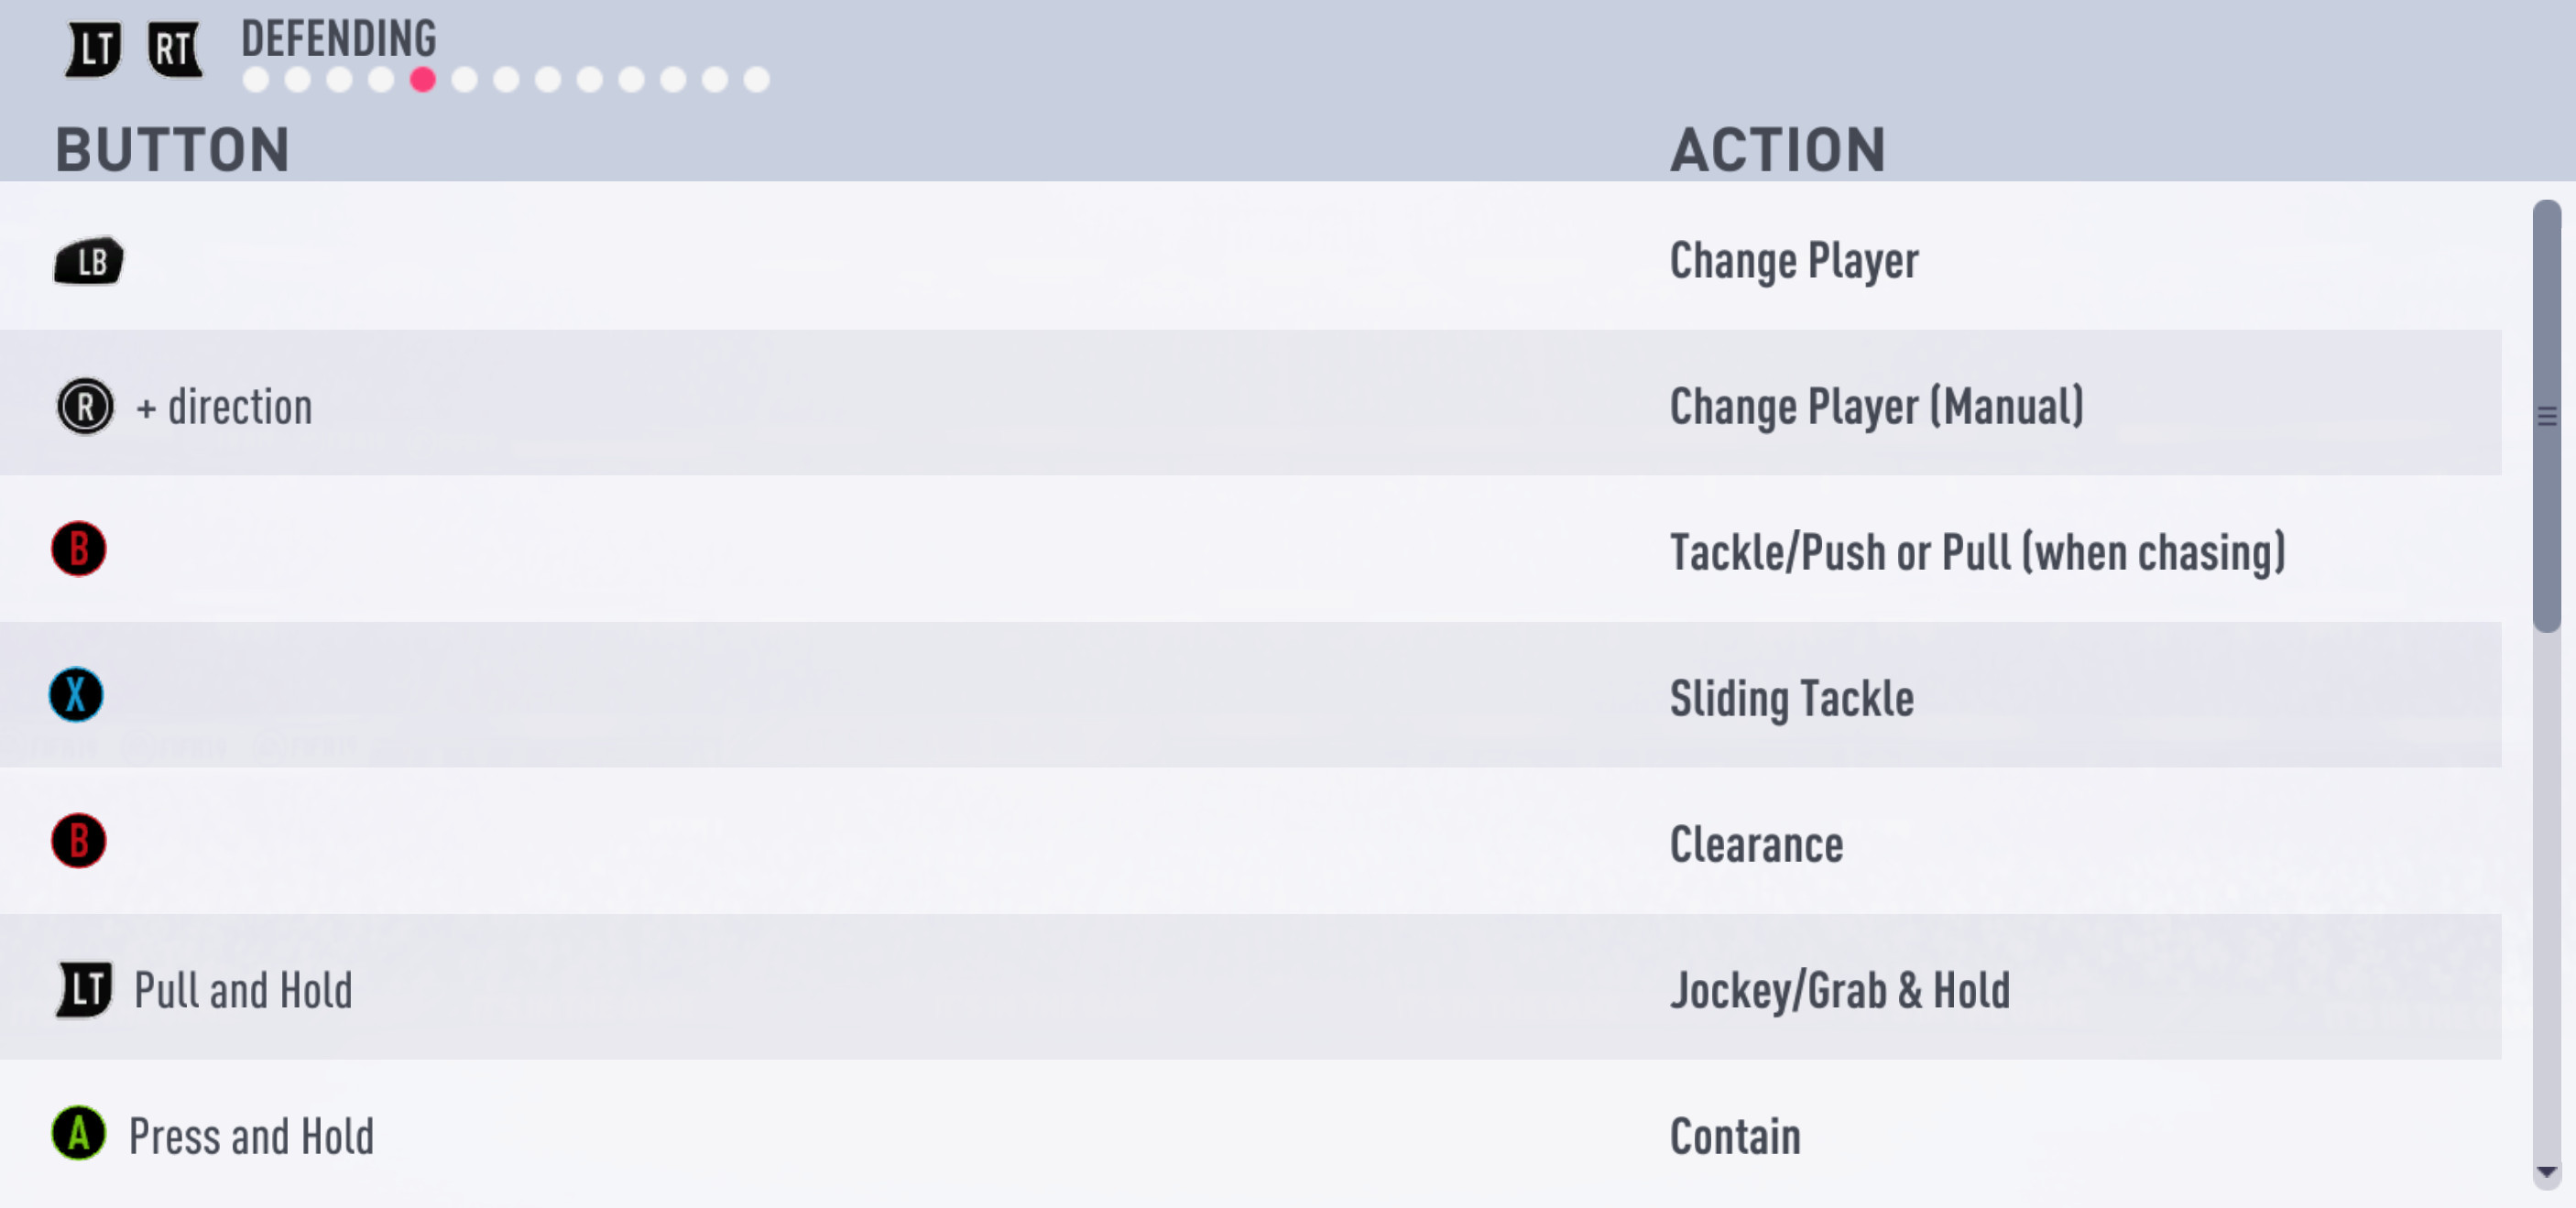 LT RT DEFENDING
BUTTON ACTION
LB Change Player
R + direction Change Player (Manual)
B Tackle/Push or Pull (when chasing)
X Sliding Tackle
B Clearance
LT Pull and Hold Jockey/Grab & Hold
A Press and Hold Contain